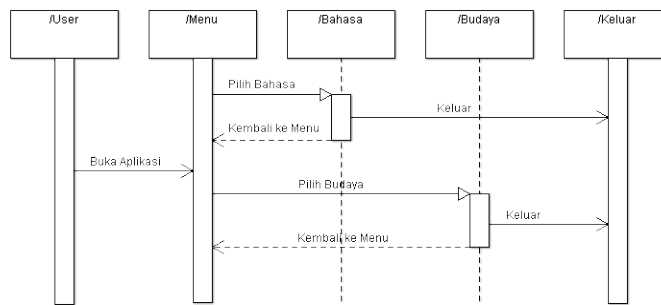 /User
/Menu
/Bahasa
/Budaya
/Keluar
Pilih Bahasa
Keluar
Kembali ke Menu
Buka Aplikasi
Pilih Budaya
Keluar
Kembali ke Menu